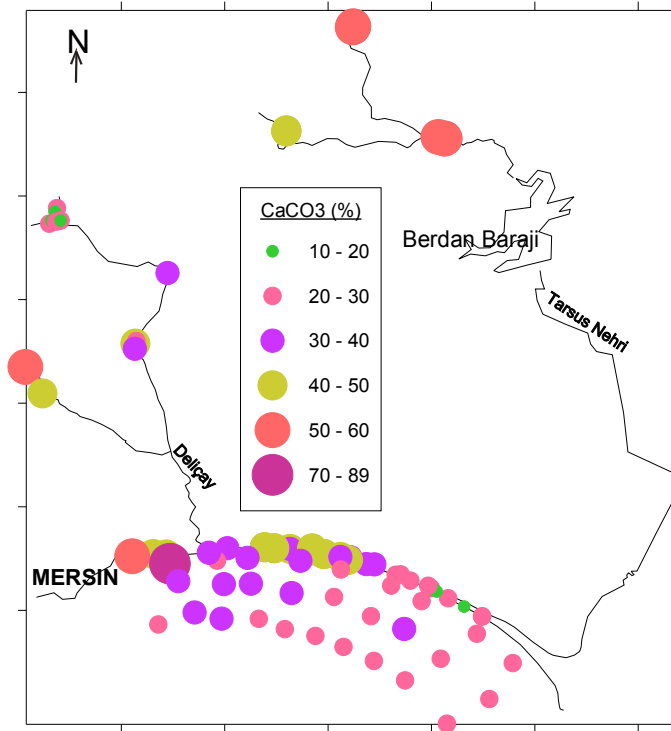 N
CaCO3 (%)
10 - 20
20 - 30
30 - 40
40 - 50
50 - 60
70 - 89
Berdan Baraji
Tarsus Nehri
Deliçay
MERSIN